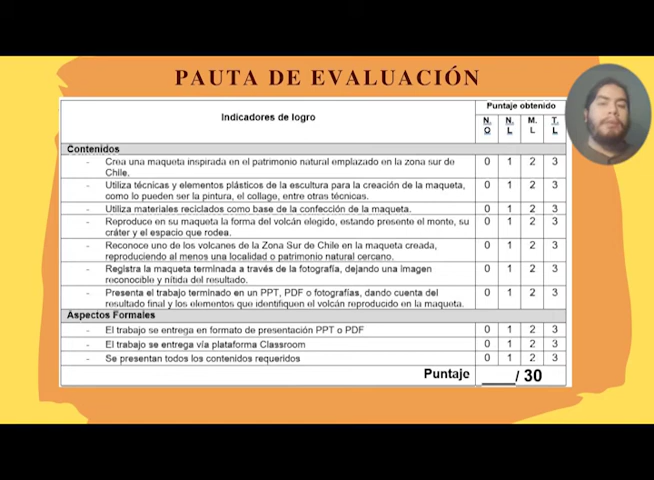 PAUTA DE EVALUACIÓN
Indicadores de logro
Puntaje obtenido
N. O
N. L
M. L
T. L
Contenidos
- Crea una maqueta inspirada en el patrimonio natural emplazado en la zona sur de
Chile.
0 1 2 3
- Utiliza técnicas y elementos plásticos de la escultura para la creación de la maqueta,
como lo pueden ser la pintura, el collage, entre otras técnicas.
0 1 2 3
- Utiliza materiales reciclados como base de la confección de la maqueta.
0 1 2 3
- Reproduce en su maqueta la forma del volcán elegido, estando presente el monte, su
cráter y el espacio que rodea.
0 1 2 3
- Reconoce uno de los volcanes de la Zona Sur de Chile en la maqueta creada,
reproduciendo al menos una localidad o patrimonio natural cercano.
0 1 2 3
- Registra la maqueta terminada a través de la fotografía, dejando una imagen
reconocible y nítida del resultado.
0 1 2 3
- Presenta el trabajo terminado en un PPT, PDF o fotografías, dando cuenta del
resultado final y los elementos que identifiquen el volcán reproducido en la maqueta.
0 1 2 3
Aspectos Formales
- El trabajo se entrega en formato de presentación PPT o PDF
0 1 2 3
- El trabajo se entrega vía plataforma Classroom
0 1 2 3
- Se presentan todos los contenidos requeridos
0 1 2 3
Puntaje
____/ 30